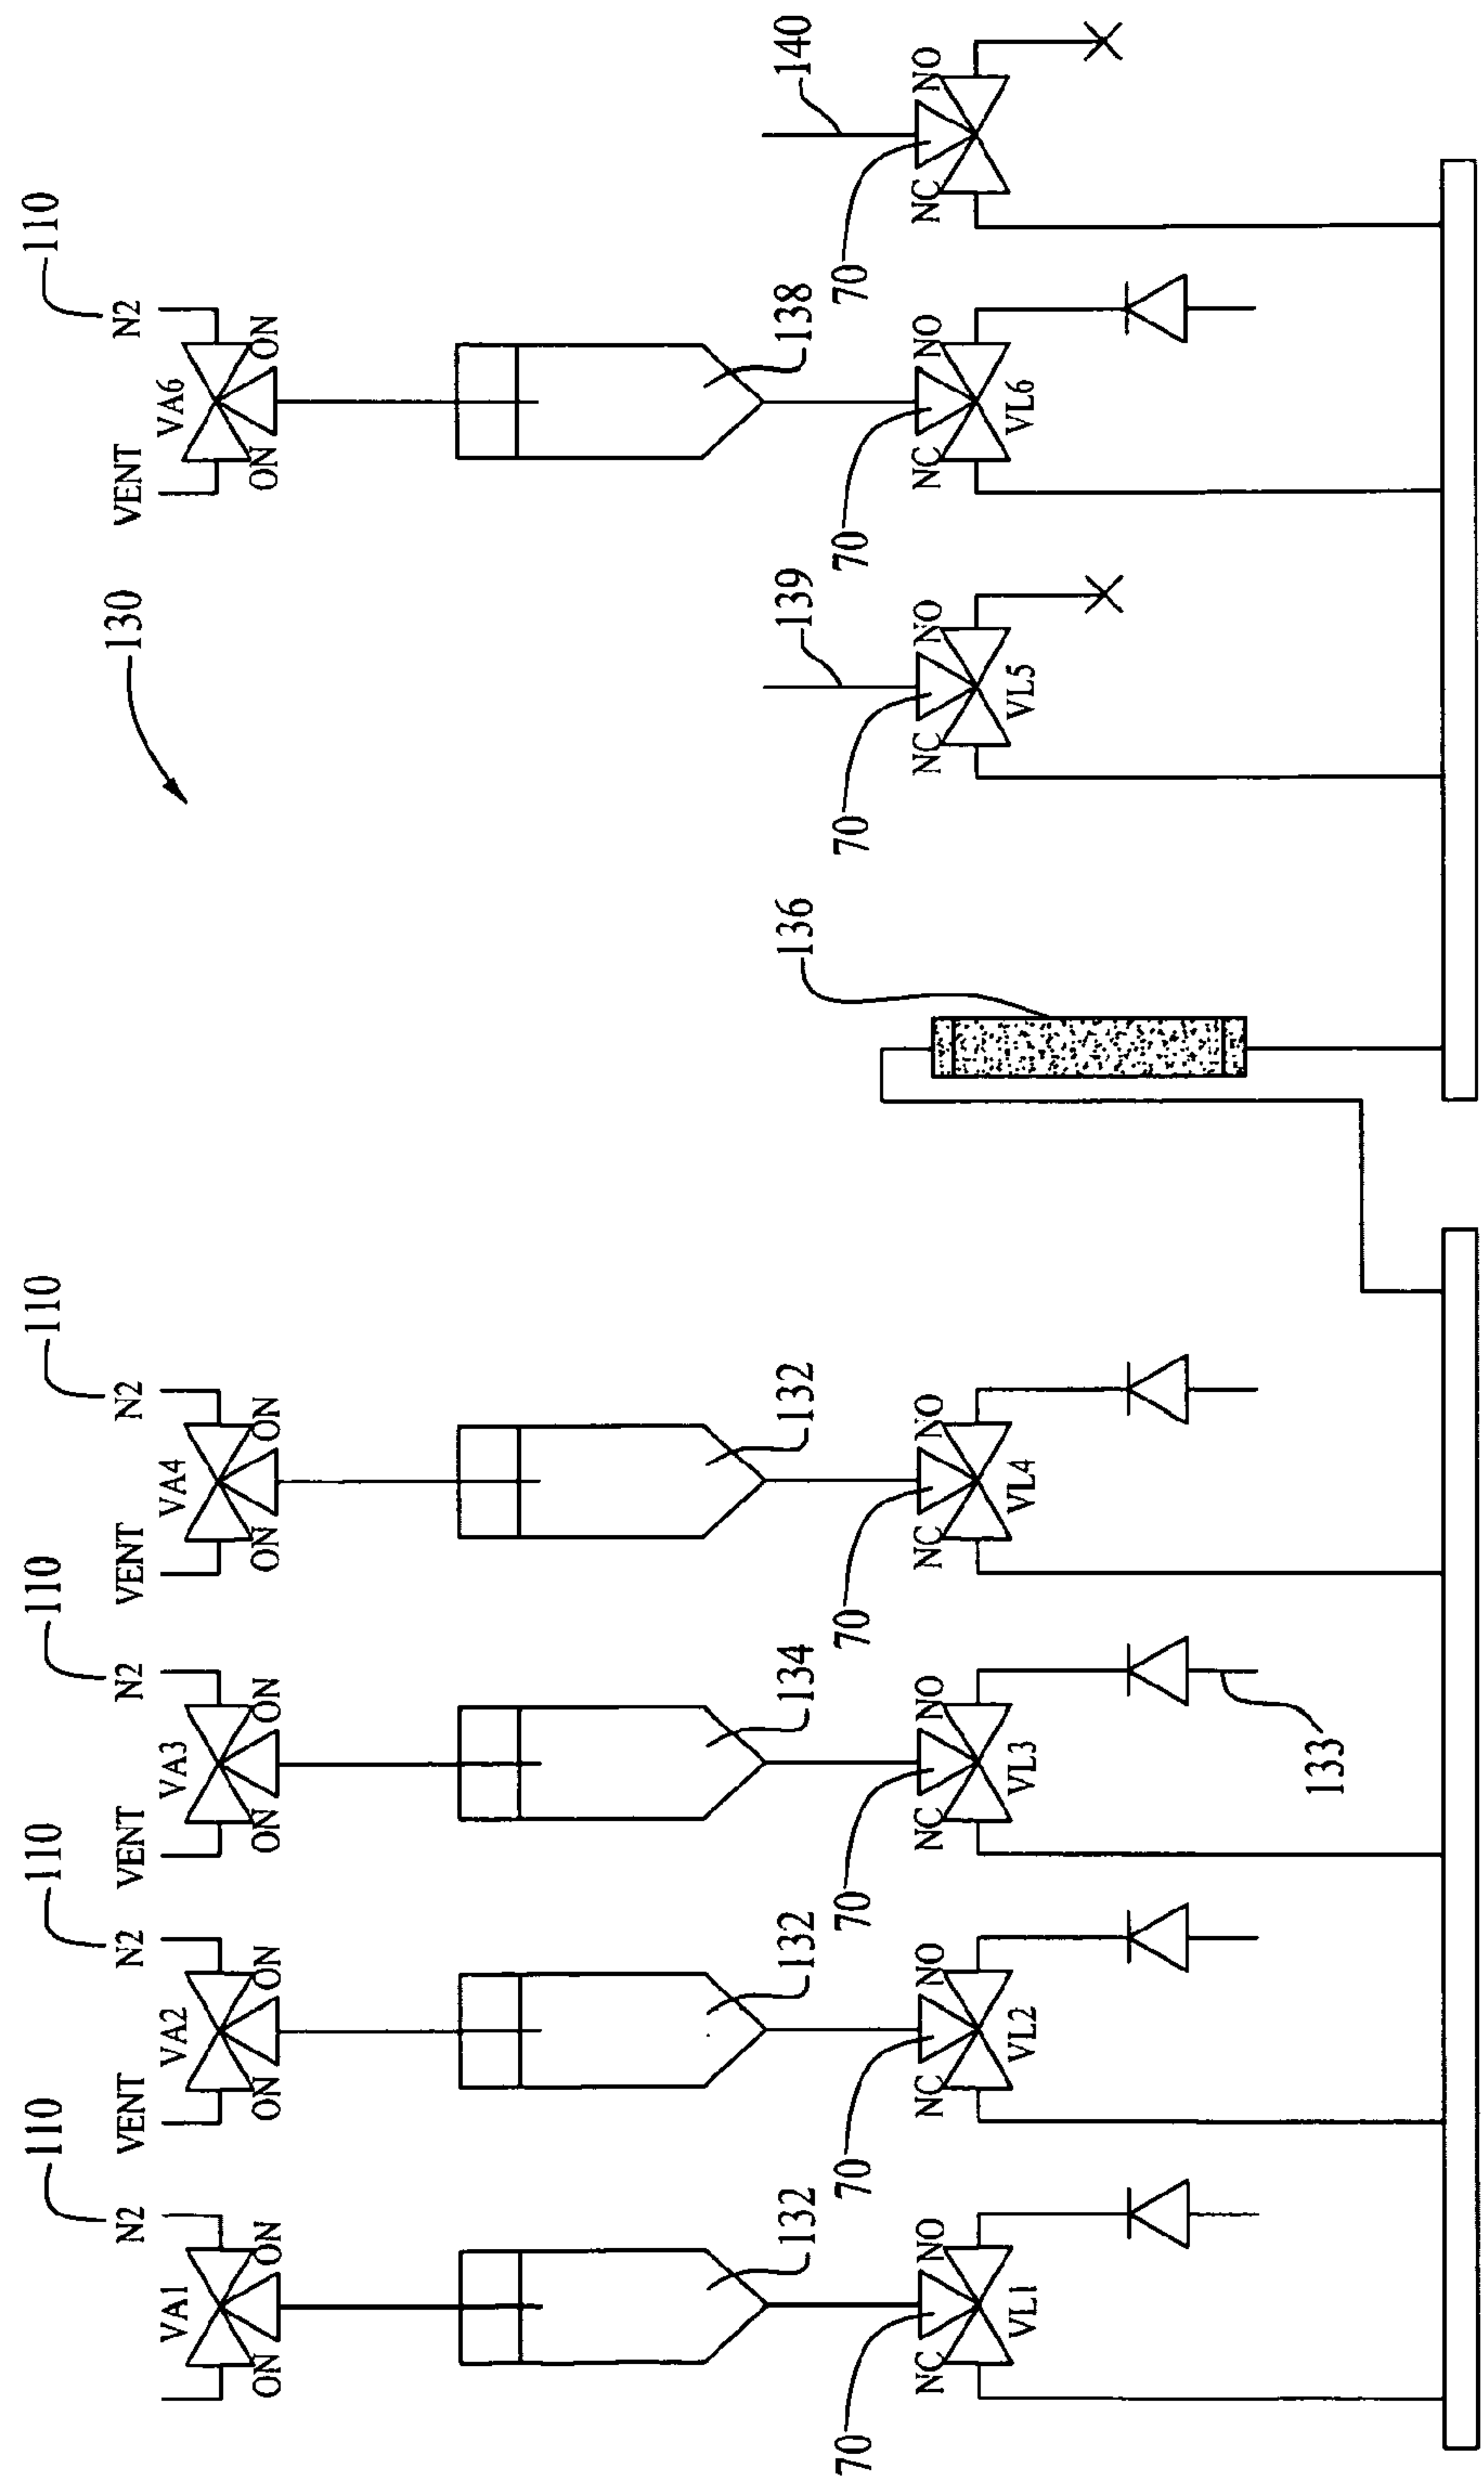 110 110 110 110 110
N2 VENT N2 VENT N2 VENT N2 130 VENT N2
VA1 VA2 VA3 VA4 VA6
ON ON ON ON ON ON ON ON ON ON
132 132 134 132 136 139 138 140
70 70 70 70 70 70 70
NC NO NC NO NC NO NC NO NC NO NC NO NC NO
VL1 VL2 VL3 VL4 VL5 VL6
133